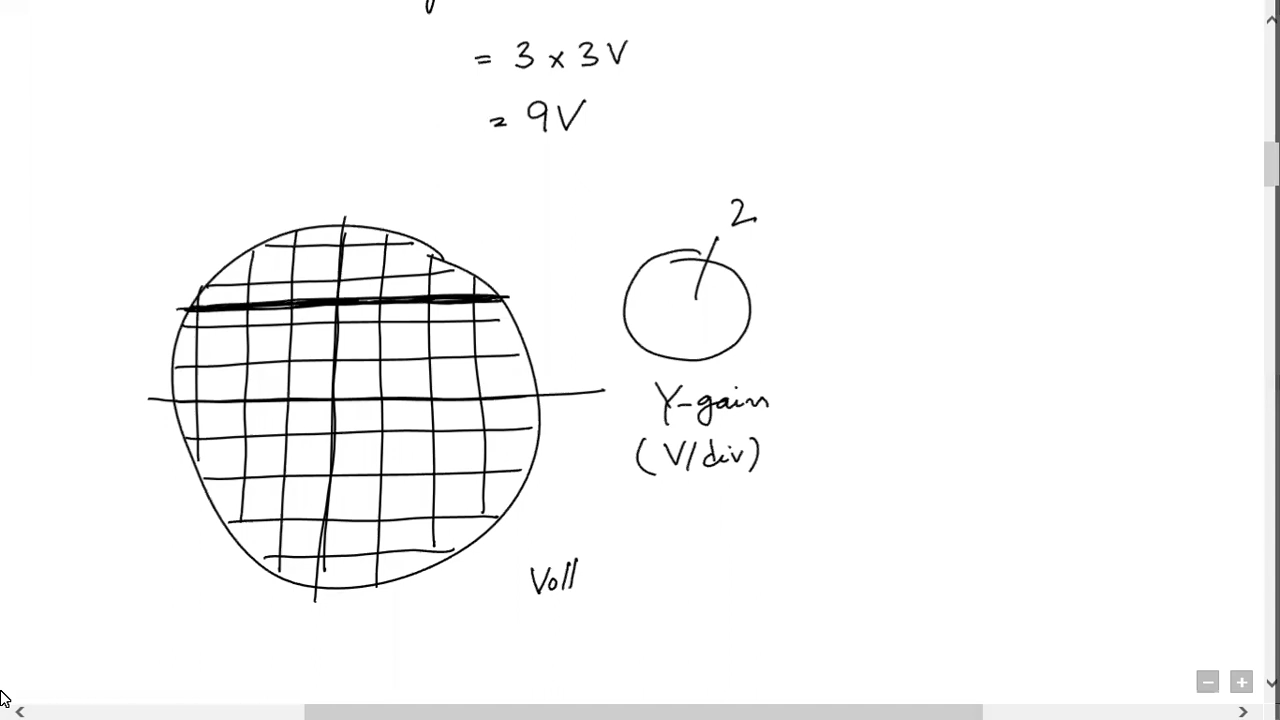 = 3 x 3V
= 9V
2
Y-gain
(V/div)
Voll